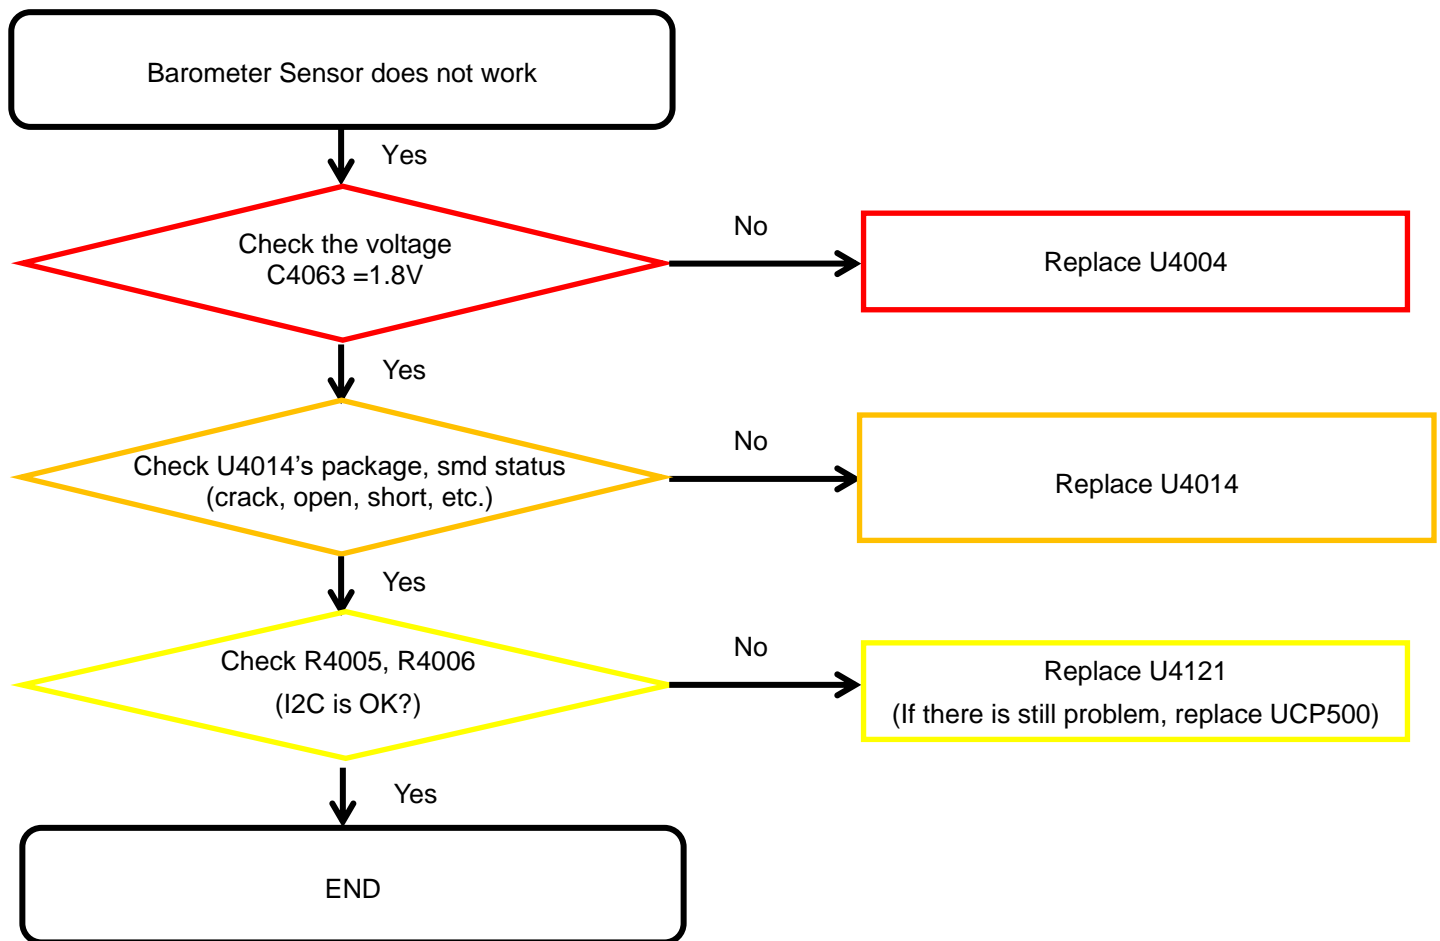 Barometer Sensor does not work
Yes
Check the voltage
C4063 =1.8V
No
Replace U4004
Yes
Check U4014’s package, smd status
(crack, open, short, etc.)
No
Replace U4014
Yes
Check R4005, R4006
(I2C is OK?)
No
Replace U4121
(If there is still problem, replace UCP500)
Yes
END